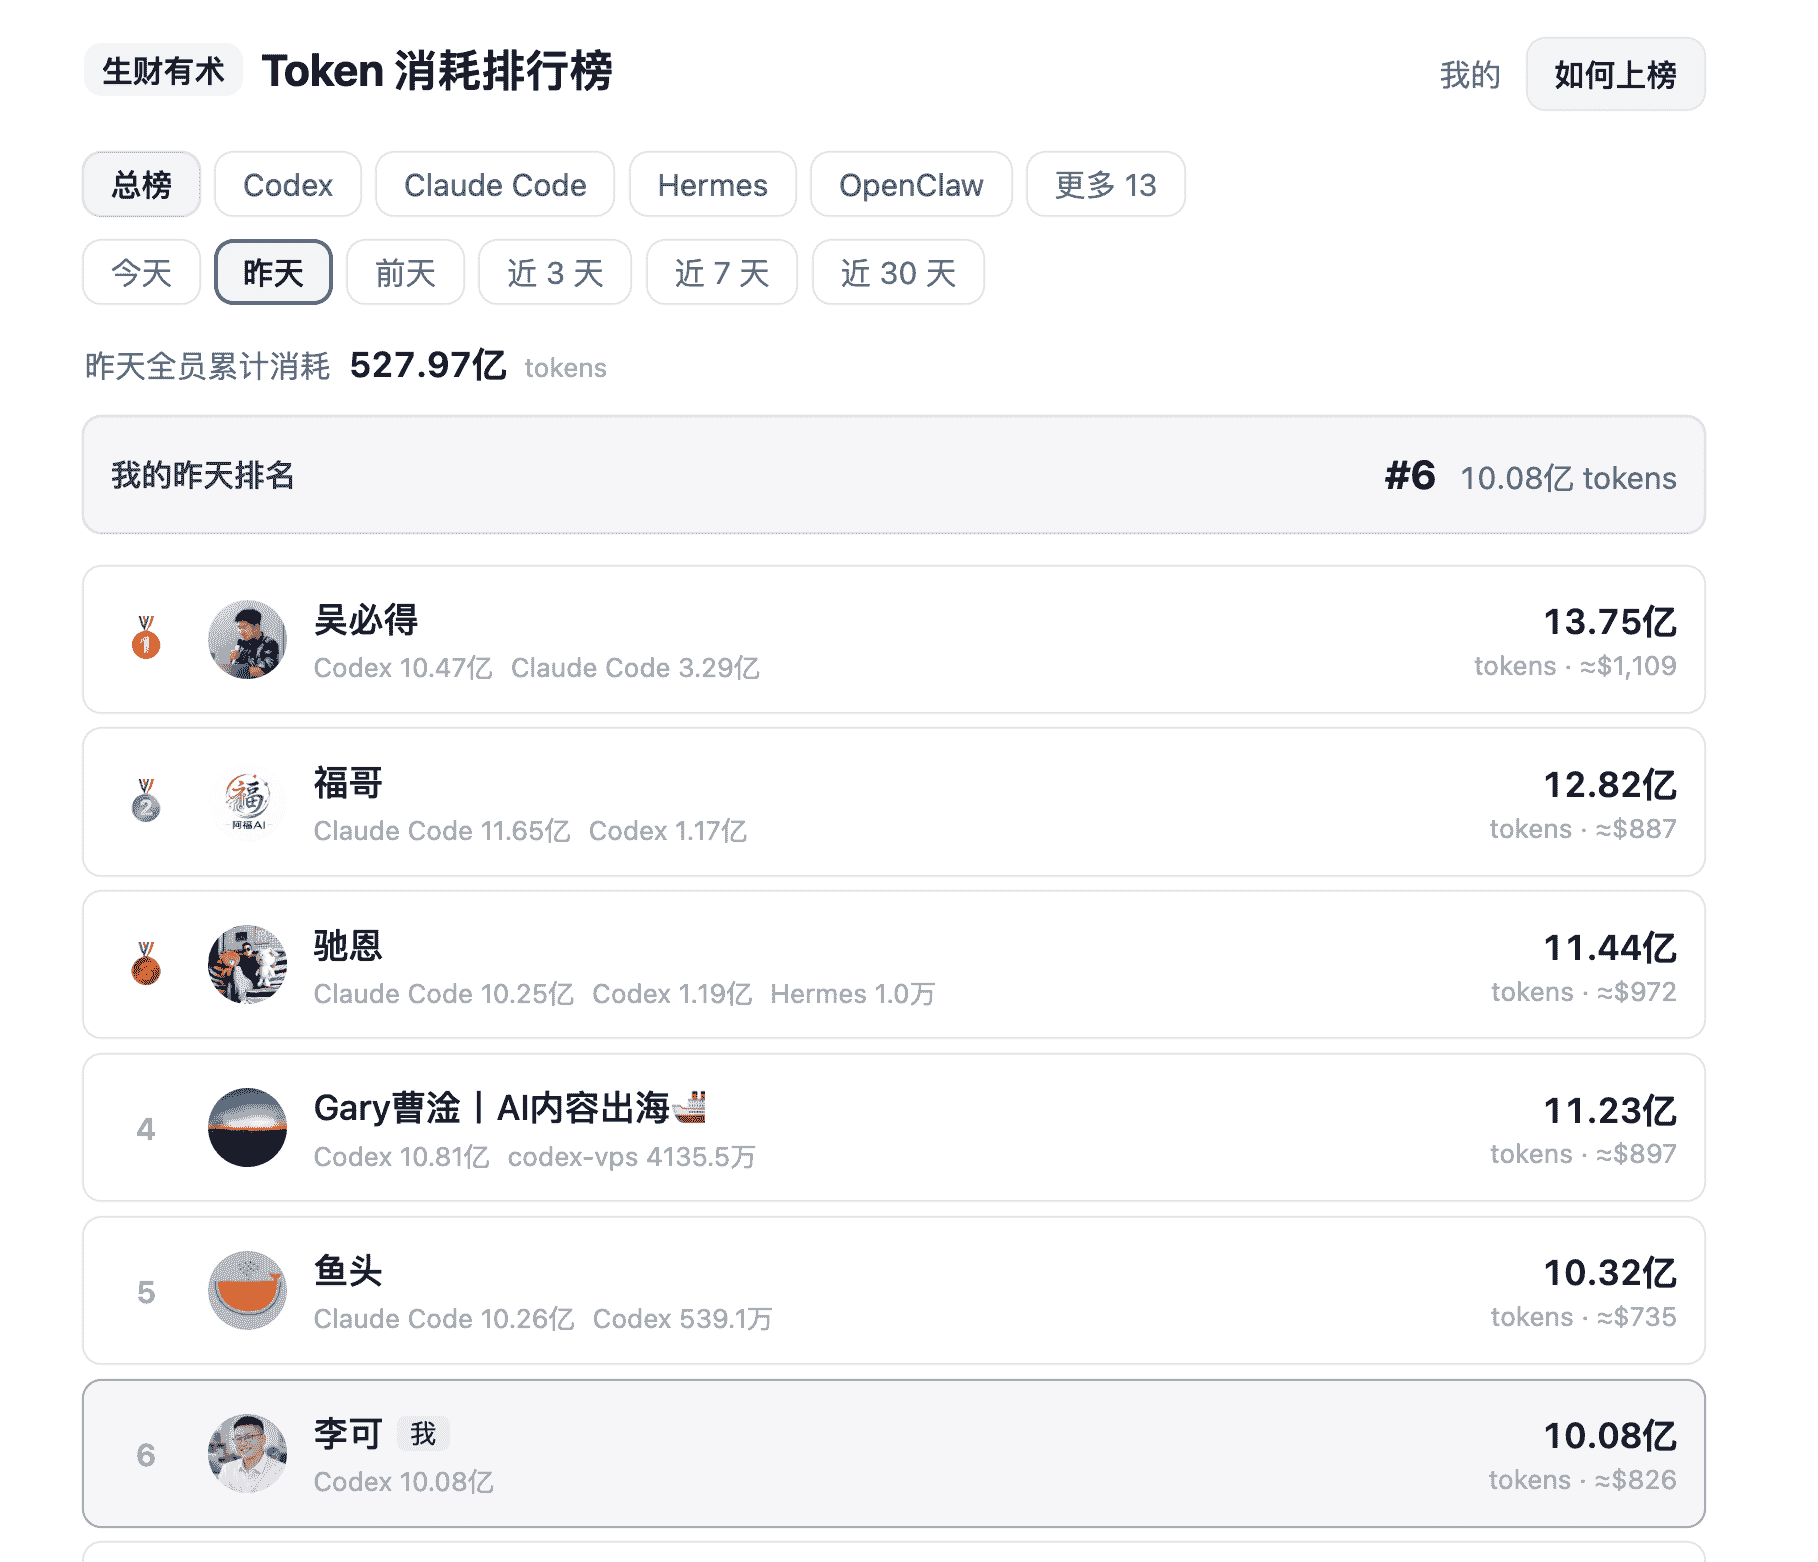 生财有术 Token 消耗排行榜 我的 如何上榜
总榜 Codex Claude Code Hermes OpenClaw 更多 13
今天 昨天 前天 近 3 天 近 7 天 近 30 天
昨天全员累计消耗 527.97亿 tokens
我的昨天排名 #6 10.08亿 tokens
1
吴必得 13.75亿
Codex 10.47亿 Claude Code 3.29亿 tokens · ≈$1,109
2
福
阿福AI
福哥 12.82亿
Claude Code 11.65亿 Codex 1.17亿 tokens · ≈$887
3
驰恩 11.44亿
Claude Code 10.25亿 Codex 1.19亿 Hermes 1.0万 tokens · ≈$972
4
Gary曹淦丨AI内容出海🚢 11.23亿
Codex 10.81亿 codex-vps 4135.5万 tokens · ≈$897
5
鱼头 10.32亿
Claude Code 10.26亿 Codex 539.1万 tokens · ≈$735
6
李可 我 10.08亿
Codex 10.08亿 tokens · ≈$826